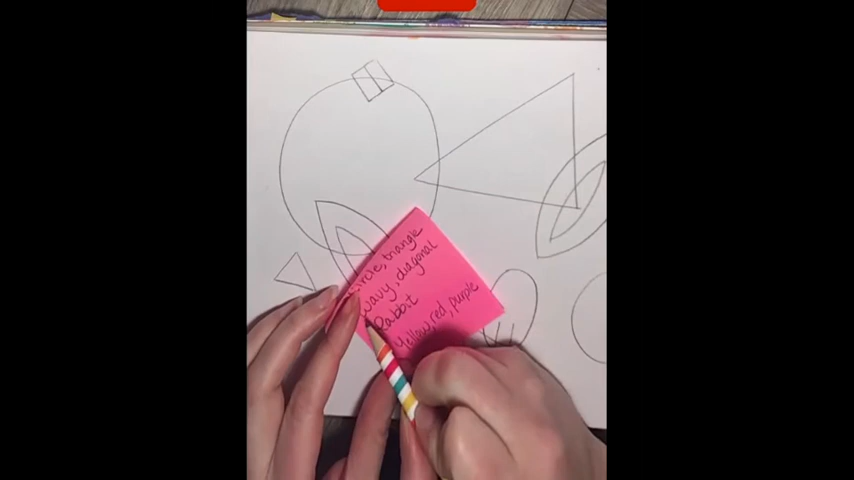 Circle, triangle
wavy, diagonal
Rabbit
Yellow, red, purple